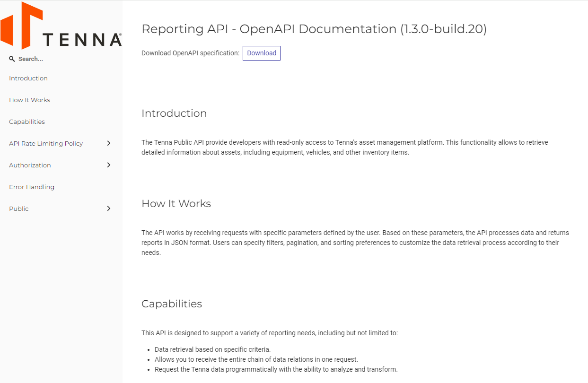 TENNA
Search...
Introduction
How It Works
Capabilities
API Rate Limiting Policy
Authorization
Error Handling
Public
Reporting API - OpenAPI Documentation (1.3.0-build.20)
Download OpenAPI specification: Download
Introduction
The Tenna Public API provide developers with read-only access to Tenna's asset management platform. This functionality allows to retrieve
detailed information about assets, including equipment, vehicles, and other inventory items.
How It Works
The API works by receiving requests with specific parameters defined by the user. Based on these parameters, the API processes data and returns
reports in JSON format. Users can specify filters, pagination, and sorting preferences to customize the data retrieval process according to their
needs.
Capabilities
This API is designed to support a variety of reporting needs, including but not limited to:
• Data retrieval based on specific criteria.
• Allows you to receive the entire chain of data relations in one request.
• Request the Tenna data programmatically with the ability to analyze and transform.